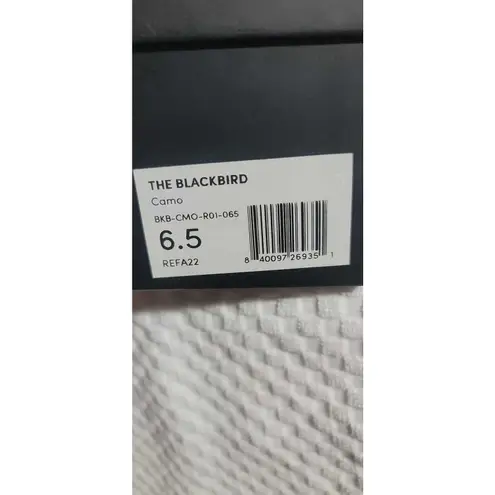 THE BLACKBIRD
Camo
BKB-CMO-R01-065
6.5
REFA22
8 40097 26935 1